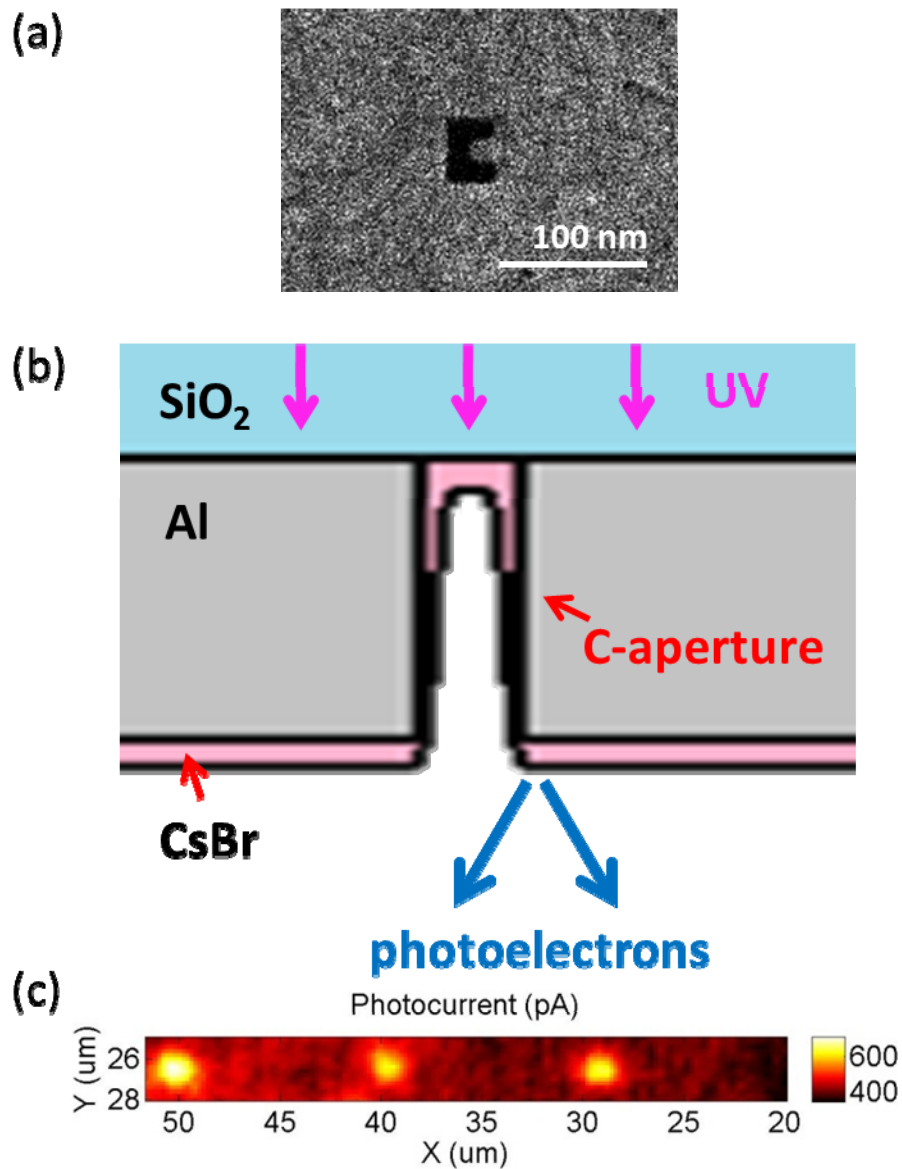 (a)
100 nm
(b)
SiO₂
UV
Al
C-aperture
CsBr
photoelectrons
(c)
Photocurrent (pA)
Y (um)
26
28
50 45 40 35 30 25 20
X (um)
600
400